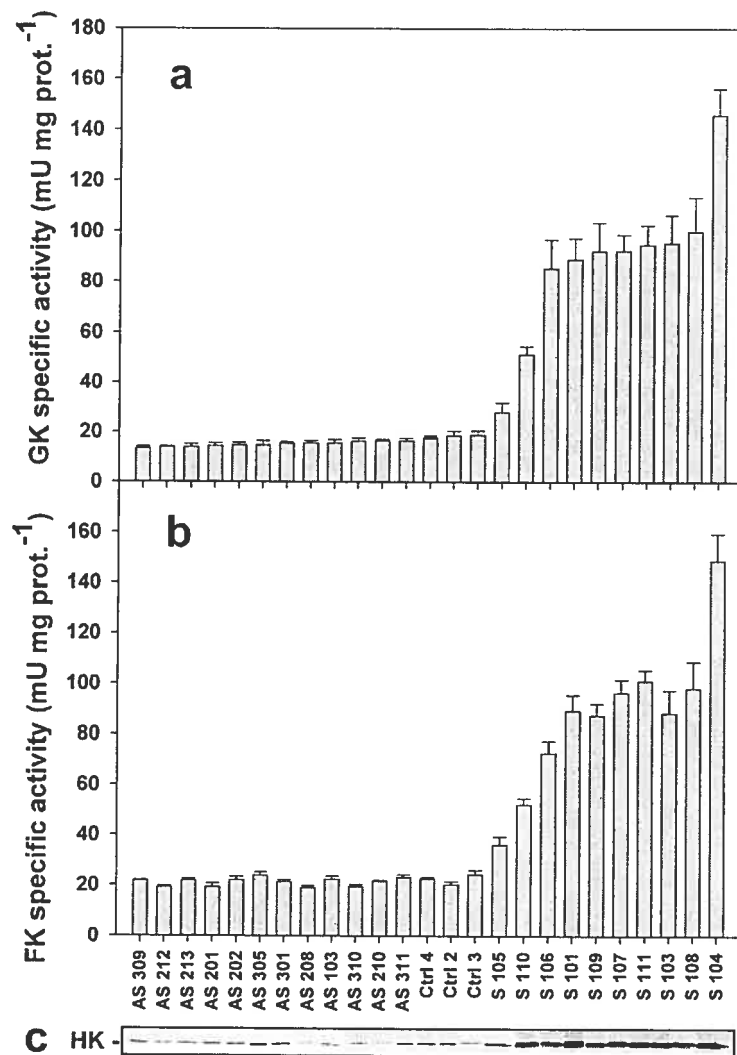 a
GK specific activity (mU mg prot.-1)
180
160
140
120
100
80
60
40
20
0
b
FK specific activity (mU mg prot.-1)
160
140
120
100
80
60
40
20
0
AS 309
AS 212
AS 213
AS 201
AS 202
AS 305
AS 301
AS 208
AS 103
AS 310
AS 210
AS 311
Ctrl 4
Ctrl 2
Ctrl 3
S 105
S 110
S 106
S 101
S 109
S 107
S 111
S 103
S 108
S 104
c HK -